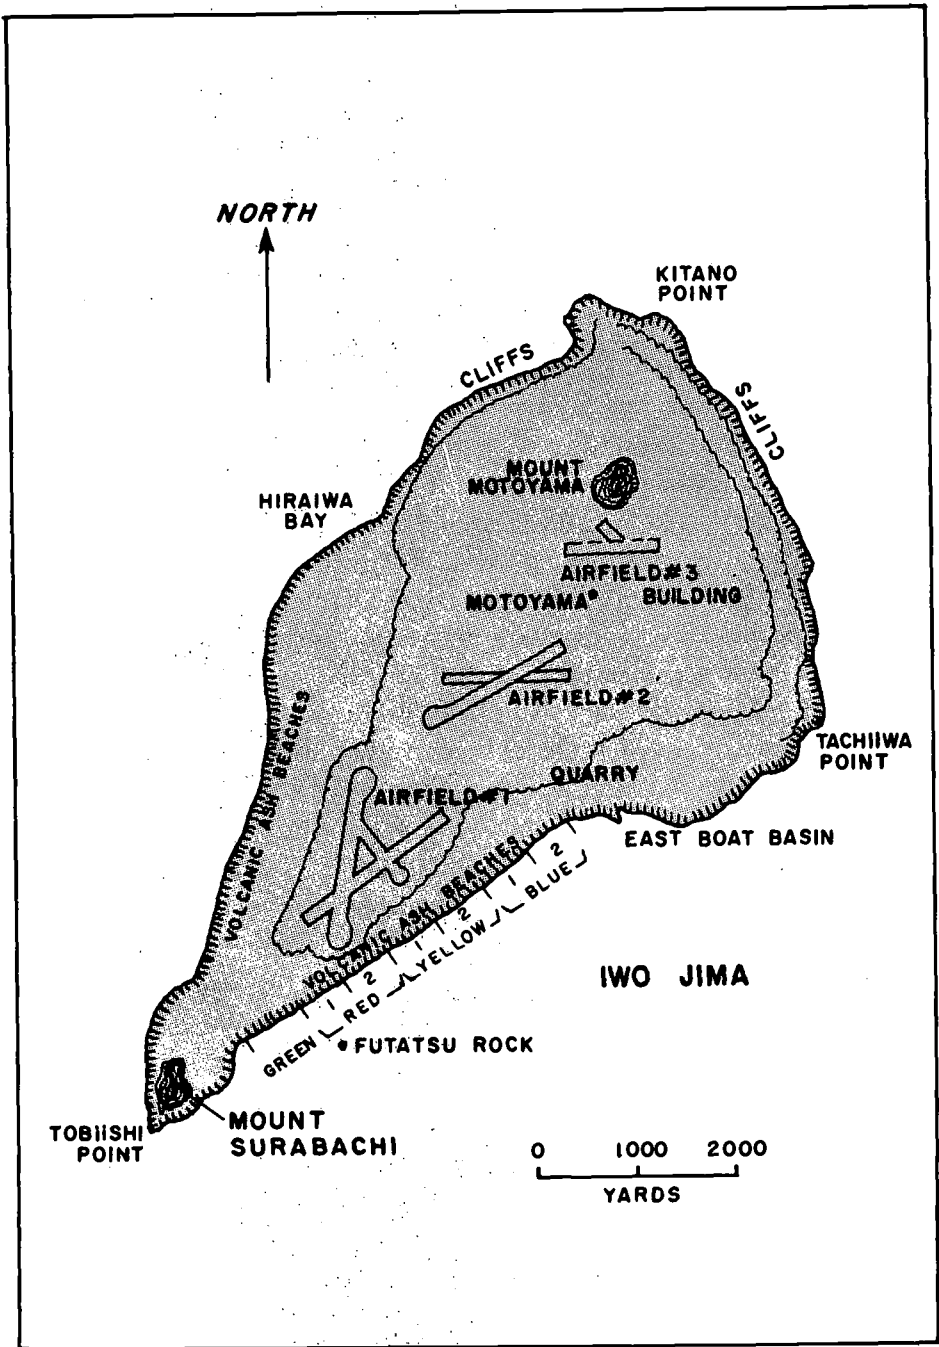 NORTH
KITANO
POINT
CLIFFS
CLIFFS
MOUNT
MOTOYAMA
HIRAIWA
BAY
AIRFIELD#3
MOTOYAMA BUILDING
AIRFIELD#2
VOLCANIC ASH BEACHES
TACHIIWA
POINT
QUARRY
AIRFIELD#1
EAST BOAT BASIN
VOLCANIC ASH BEACHES
1 2 1 2 1 2
GREEN RED YELLOW BLUE
IWO JIMA
FUTATSU ROCK
MOUNT
SURABACHI
TOBIISHI
POINT
0 1000 2000
YARDS